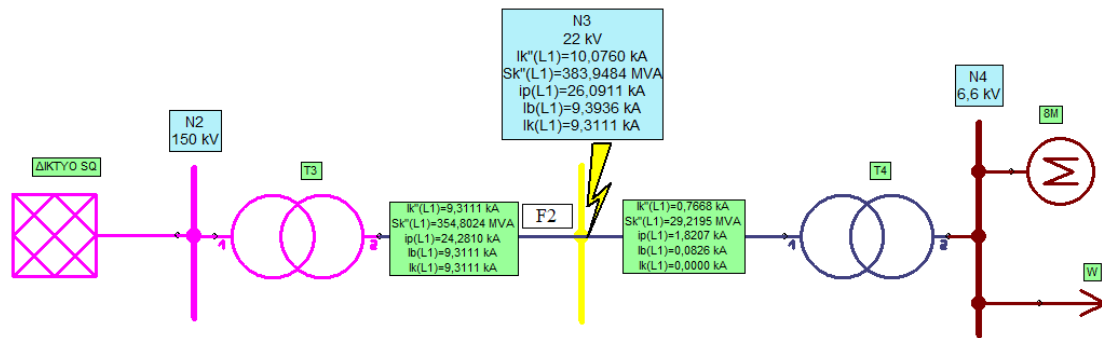 N3
22 kV
Ik"(L1)=10,0760 kA
Sk"(L1)=383,9484 MVA
ip(L1)=26,0911 kA
Ib(L1)=9,3936 kA
Ik(L1)=9,3111 kA
N2
150 kV
N4
6,6 kV
8M
ΔΙΚΤΥΟ SQ
T3
T4
Ik"(L1)=9,3111 kA
Sk"(L1)=354,8024 MVA
ip(L1)=24,2810 kA
Ib(L1)=9,3111 kA
Ik(L1)=9,3111 kA
F2
Ik"(L1)=0,7668 kA
Sk"(L1)=29,2195 MVA
ip(L1)=1,8207 kA
Ib(L1)=0,0826 kA
Ik(L1)=0,0000 kA
M
1
2
1
2
W